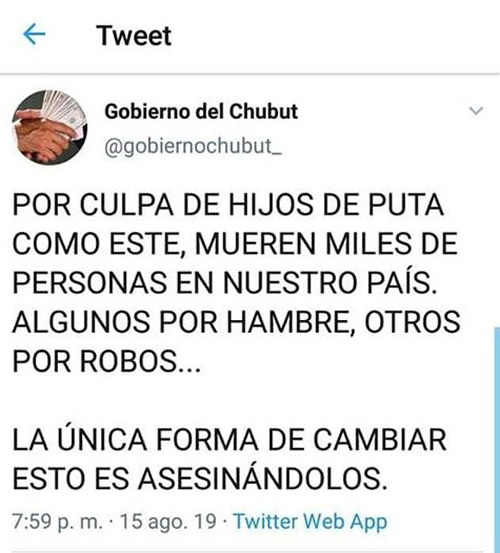 Tweet
Gobierno del Chubut
@gobiernochubut_
POR CULPA DE HIJOS DE PUTA
COMO ESTE, MUEREN MILES DE
PERSONAS EN NUESTRO PAÍS.
ALGUNOS POR HAMBRE, OTROS
POR ROBOS...
LA ÚNICA FORMA DE CAMBIAR
ESTO ES ASESINÁNDOLOS.
7:59 p. m. · 15 ago. 19 · Twitter Web App